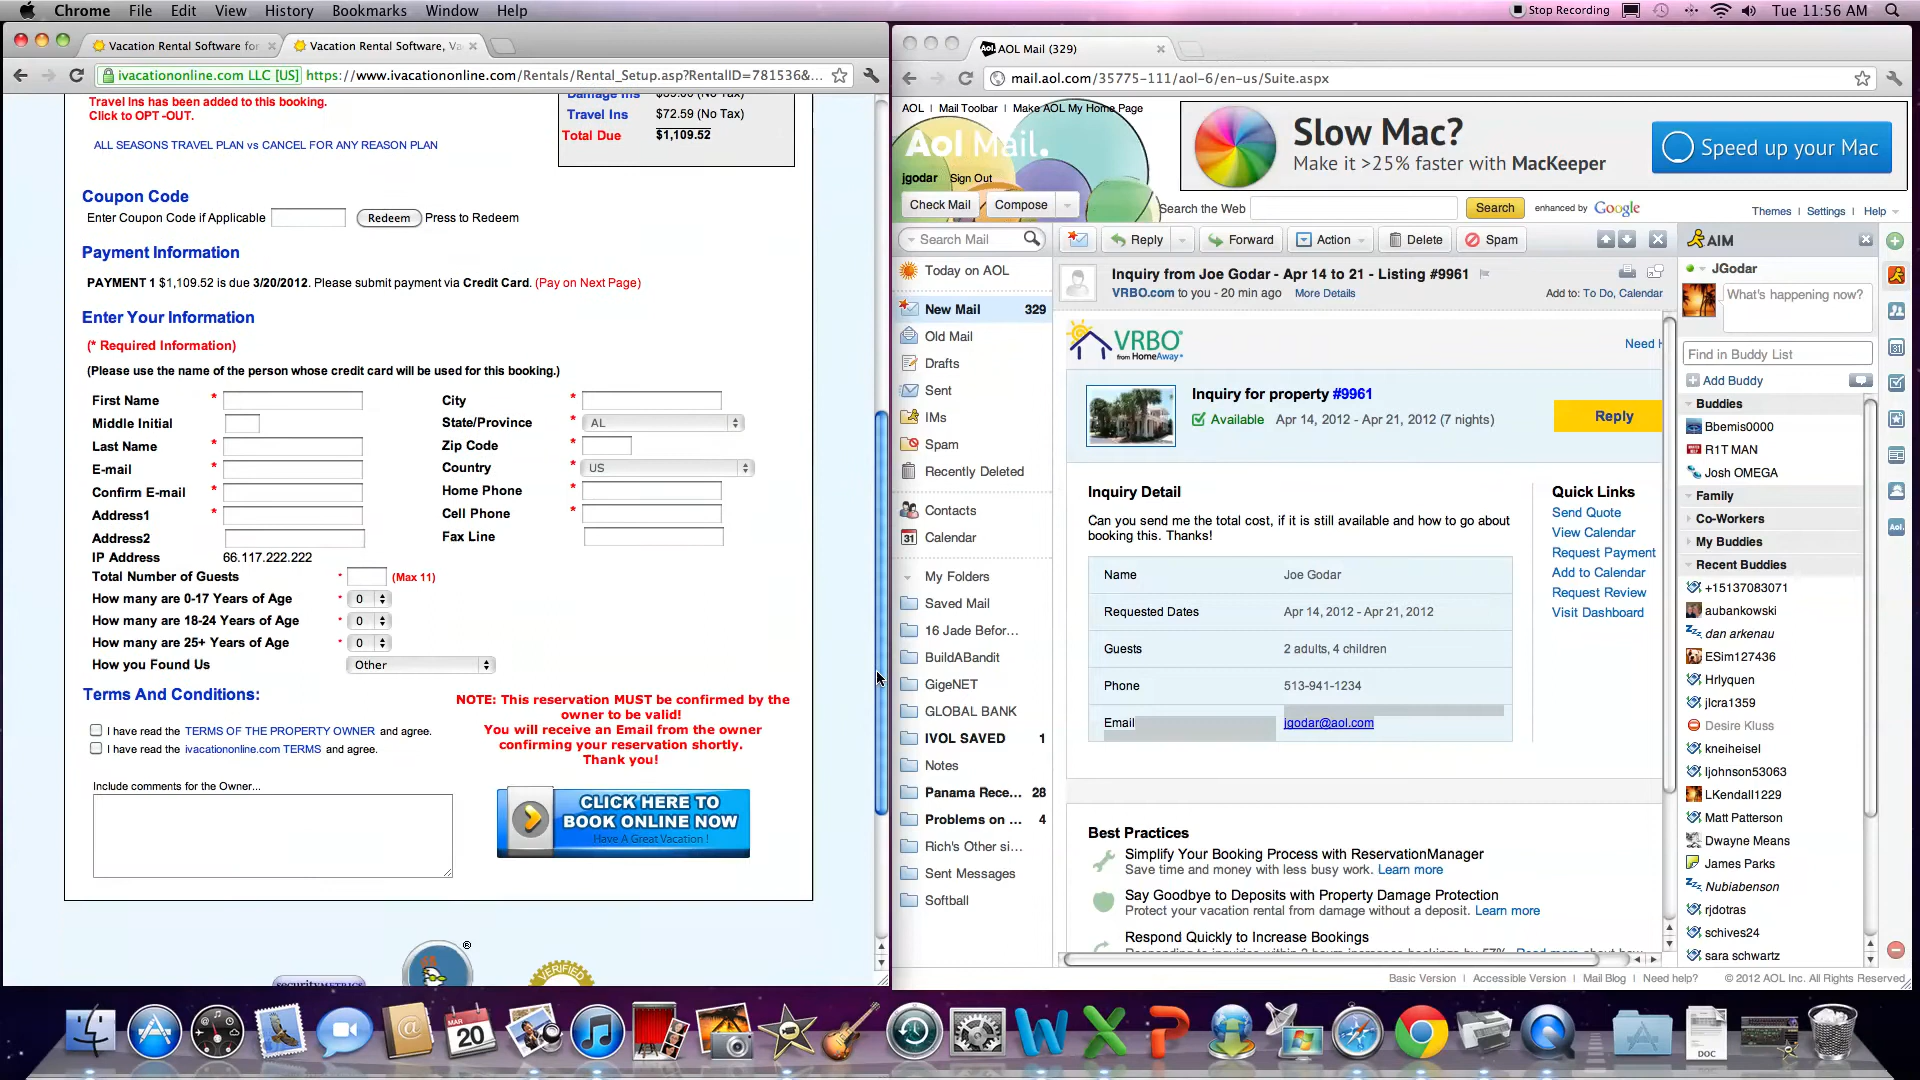 Chrome File Edit View History Bookmarks Window Help
Stop Recording Tue 11:56 AM
Vacation Rental Software for
Vacation Rental Software, Va
ivacationonline.com LLC [US] https://www.ivacationonline.com/Rentals/Rental_Setup.asp?RentalID=781536&...
Travel Ins has been added to this booking.
Click to OPT -OUT.
ALL SEASONS TRAVEL PLAN vs CANCEL FOR ANY REASON PLAN
Damage Ins (No Tax)
Travel Ins $72.59 (No Tax)
Total Due $1,109.52
Coupon Code
Enter Coupon Code if Applicable Redeem Press to Redeem
Payment Information
PAYMENT 1 $1,109.52 is due 3/20/2012. Please submit payment via Credit Card. (Pay on Next Page)
Enter Your Information
(* Required Information)
(Please use the name of the person whose credit card will be used for this booking.)
First Name * City *
Middle Initial State/Province * AL
Last Name * Zip Code *
E-mail * Country * US
Confirm E-mail * Home Phone *
Address1 * Cell Phone *
Address2 Fax Line
IP Address 66.117.222.222
Total Number of Guests * (Max 11)
How many are 0-17 Years of Age * 0
How many are 18-24 Years of Age * 0
How many are 25+ Years of Age * 0
How you Found Us Other
Terms And Conditions:
I have read the TERMS OF THE PROPERTY OWNER and agree.
I have read the ivacationonline.com TERMS and agree.
NOTE: This reservation MUST be confirmed by the
owner to be valid!
You will receive an Email from the owner
confirming your reservation shortly.
Thank you!
Include comments for the Owner...
CLICK HERE TO
BOOK ONLINE NOW
Have A Great Vacation !
®
securityMETRICS
VERIFIED
Aol AOL Mail (329)
mail.aol.com/35775-111/aol-6/en-us/Suite.aspx
AOL | Mail Toolbar | Make AOL My Home Page
Aol Mail.
jgodar Sign Out
Slow Mac?
Make it >25% faster with MacKeeper
Speed up your Mac
Check Mail Compose
Search the Web Search enhanced by Google
Themes | Settings | Help
Search Mail
Reply Forward Action Delete Spam
Today on AOL
New Mail 329
Old Mail
Drafts
Sent
IMs
Spam
Recently Deleted
Contacts
31 Calendar
My Folders
Saved Mail
16 Jade Befor...
BuildABandit
GigeNET
GLOBAL BANK
IVOL SAVED 1
Notes
Panama Rece... 28
Problems on ... 4
Rich's Other si...
Sent Messages
Softball
Inquiry from Joe Godar - Apr 14 to 21 - Listing #9961
VRBO.com to you - 20 min ago More Details
Add to: To Do, Calendar
VRBO
from HomeAway
Need H
Inquiry for property #9961
Available Apr 14, 2012 - Apr 21, 2012 (7 nights)
Reply
Inquiry Detail
Can you send me the total cost, if it is still available and how to go about
booking this. Thanks!
Name Joe Godar
Requested Dates Apr 14, 2012 - Apr 21, 2012
Guests 2 adults, 4 children
Phone 513-941-1234
Email jgodar@aol.com
Quick Links
Send Quote
View Calendar
Request Payment
Add to Calendar
Request Review
Visit Dashboard
Best Practices
Simplify Your Booking Process with ReservationManager
Save time and money with less busy work. Learn more
Say Goodbye to Deposits with Property Damage Protection
Protect your vacation rental from damage without a deposit. Learn more
Respond Quickly to Increase Bookings
AIM
JGodar
What's happening now?
Find in Buddy List
Add Buddy
Buddies
Bbemis0000
R1T MAN
Josh OMEGA
Family
Co-Workers
My Buddies
Recent Buddies
+15137083071
aubankowski
dan arkenau
ESim127436
Hrlyquen
jlcra1359
Desire Kluss
kneiheisel
ljohnson53063
LKendall1229
Matt Patterson
Dwayne Means
James Parks
Nubiabenson
rjdotras
schives24
sara schwartz
Basic Version | Accessible Version | Mail Blog | Need help? © 2012 AOL Inc. All Rights Reserved
MAR
20
DOC